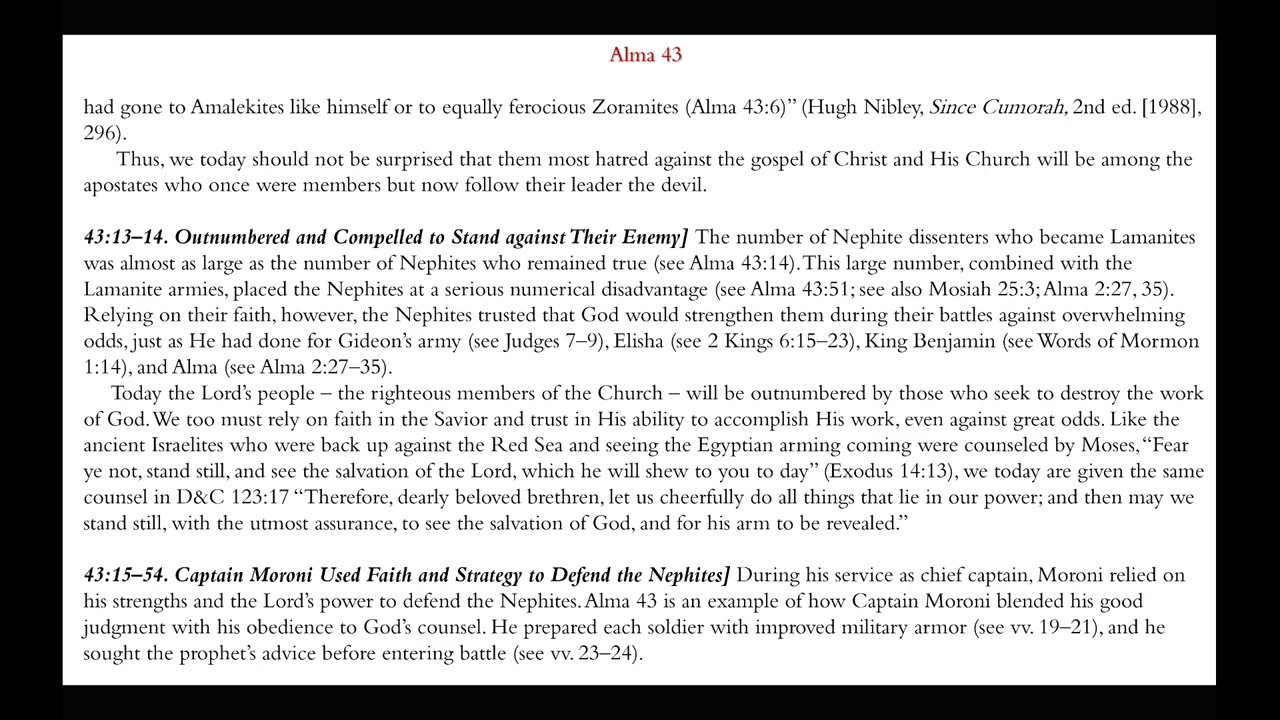 Alma 43
had gone to Amalekites like himself or to equally ferocious Zoramites (Alma 43:6)” (Hugh Nibley, Since Cumorah, 2nd ed. [1988],
296).
Thus, we today should not be surprised that them most hatred against the gospel of Christ and His Church will be among the
apostates who once were members but now follow their leader the devil.
43:13–14. Outnumbered and Compelled to Stand against Their Enemy] The number of Nephite dissenters who became Lamanites
was almost as large as the number of Nephites who remained true (see Alma 43:14). This large number, combined with the
Lamanite armies, placed the Nephites at a serious numerical disadvantage (see Alma 43:51; see also Mosiah 25:3; Alma 2:27, 35).
Relying on their faith, however, the Nephites trusted that God would strengthen them during their battles against overwhelming
odds, just as He had done for Gideon’s army (see Judges 7–9), Elisha (see 2 Kings 6:15–23), King Benjamin (see Words of Mormon
1:14), and Alma (see Alma 2:27–35).
Today the Lord’s people – the righteous members of the Church – will be outnumbered by those who seek to destroy the work
of God. We too must rely on faith in the Savior and trust in His ability to accomplish His work, even against great odds. Like the
ancient Israelites who were back up against the Red Sea and seeing the Egyptian arming coming were counseled by Moses, “Fear
ye not, stand still, and see the salvation of the Lord, which he will shew to you to day” (Exodus 14:13), we today are given the same
counsel in D&C 123:17 “Therefore, dearly beloved brethren, let us cheerfully do all things that lie in our power; and then may we
stand still, with the utmost assurance, to see the salvation of God, and for his arm to be revealed.”
43:15–54. Captain Moroni Used Faith and Strategy to Defend the Nephites] During his service as chief captain, Moroni relied on
his strengths and the Lord’s power to defend the Nephites. Alma 43 is an example of how Captain Moroni blended his good
judgment with his obedience to God’s counsel. He prepared each soldier with improved military armor (see vv. 19–21), and he
sought the prophet’s advice before entering battle (see vv. 23–24).